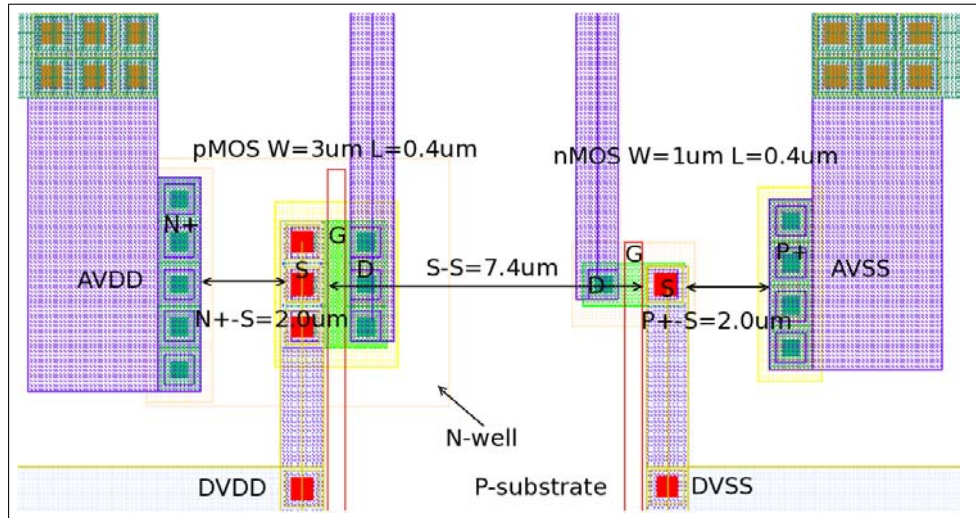 pMOS W=3um L=0.4um
nMOS W=1um L=0.4um
N+
G
G
P+
AVDD
S
D
S-S=7.4um
D
S
AVSS
N+-S=2.0um
P+-S=2.0um
N-well
DVDD
P-substrate
DVSS